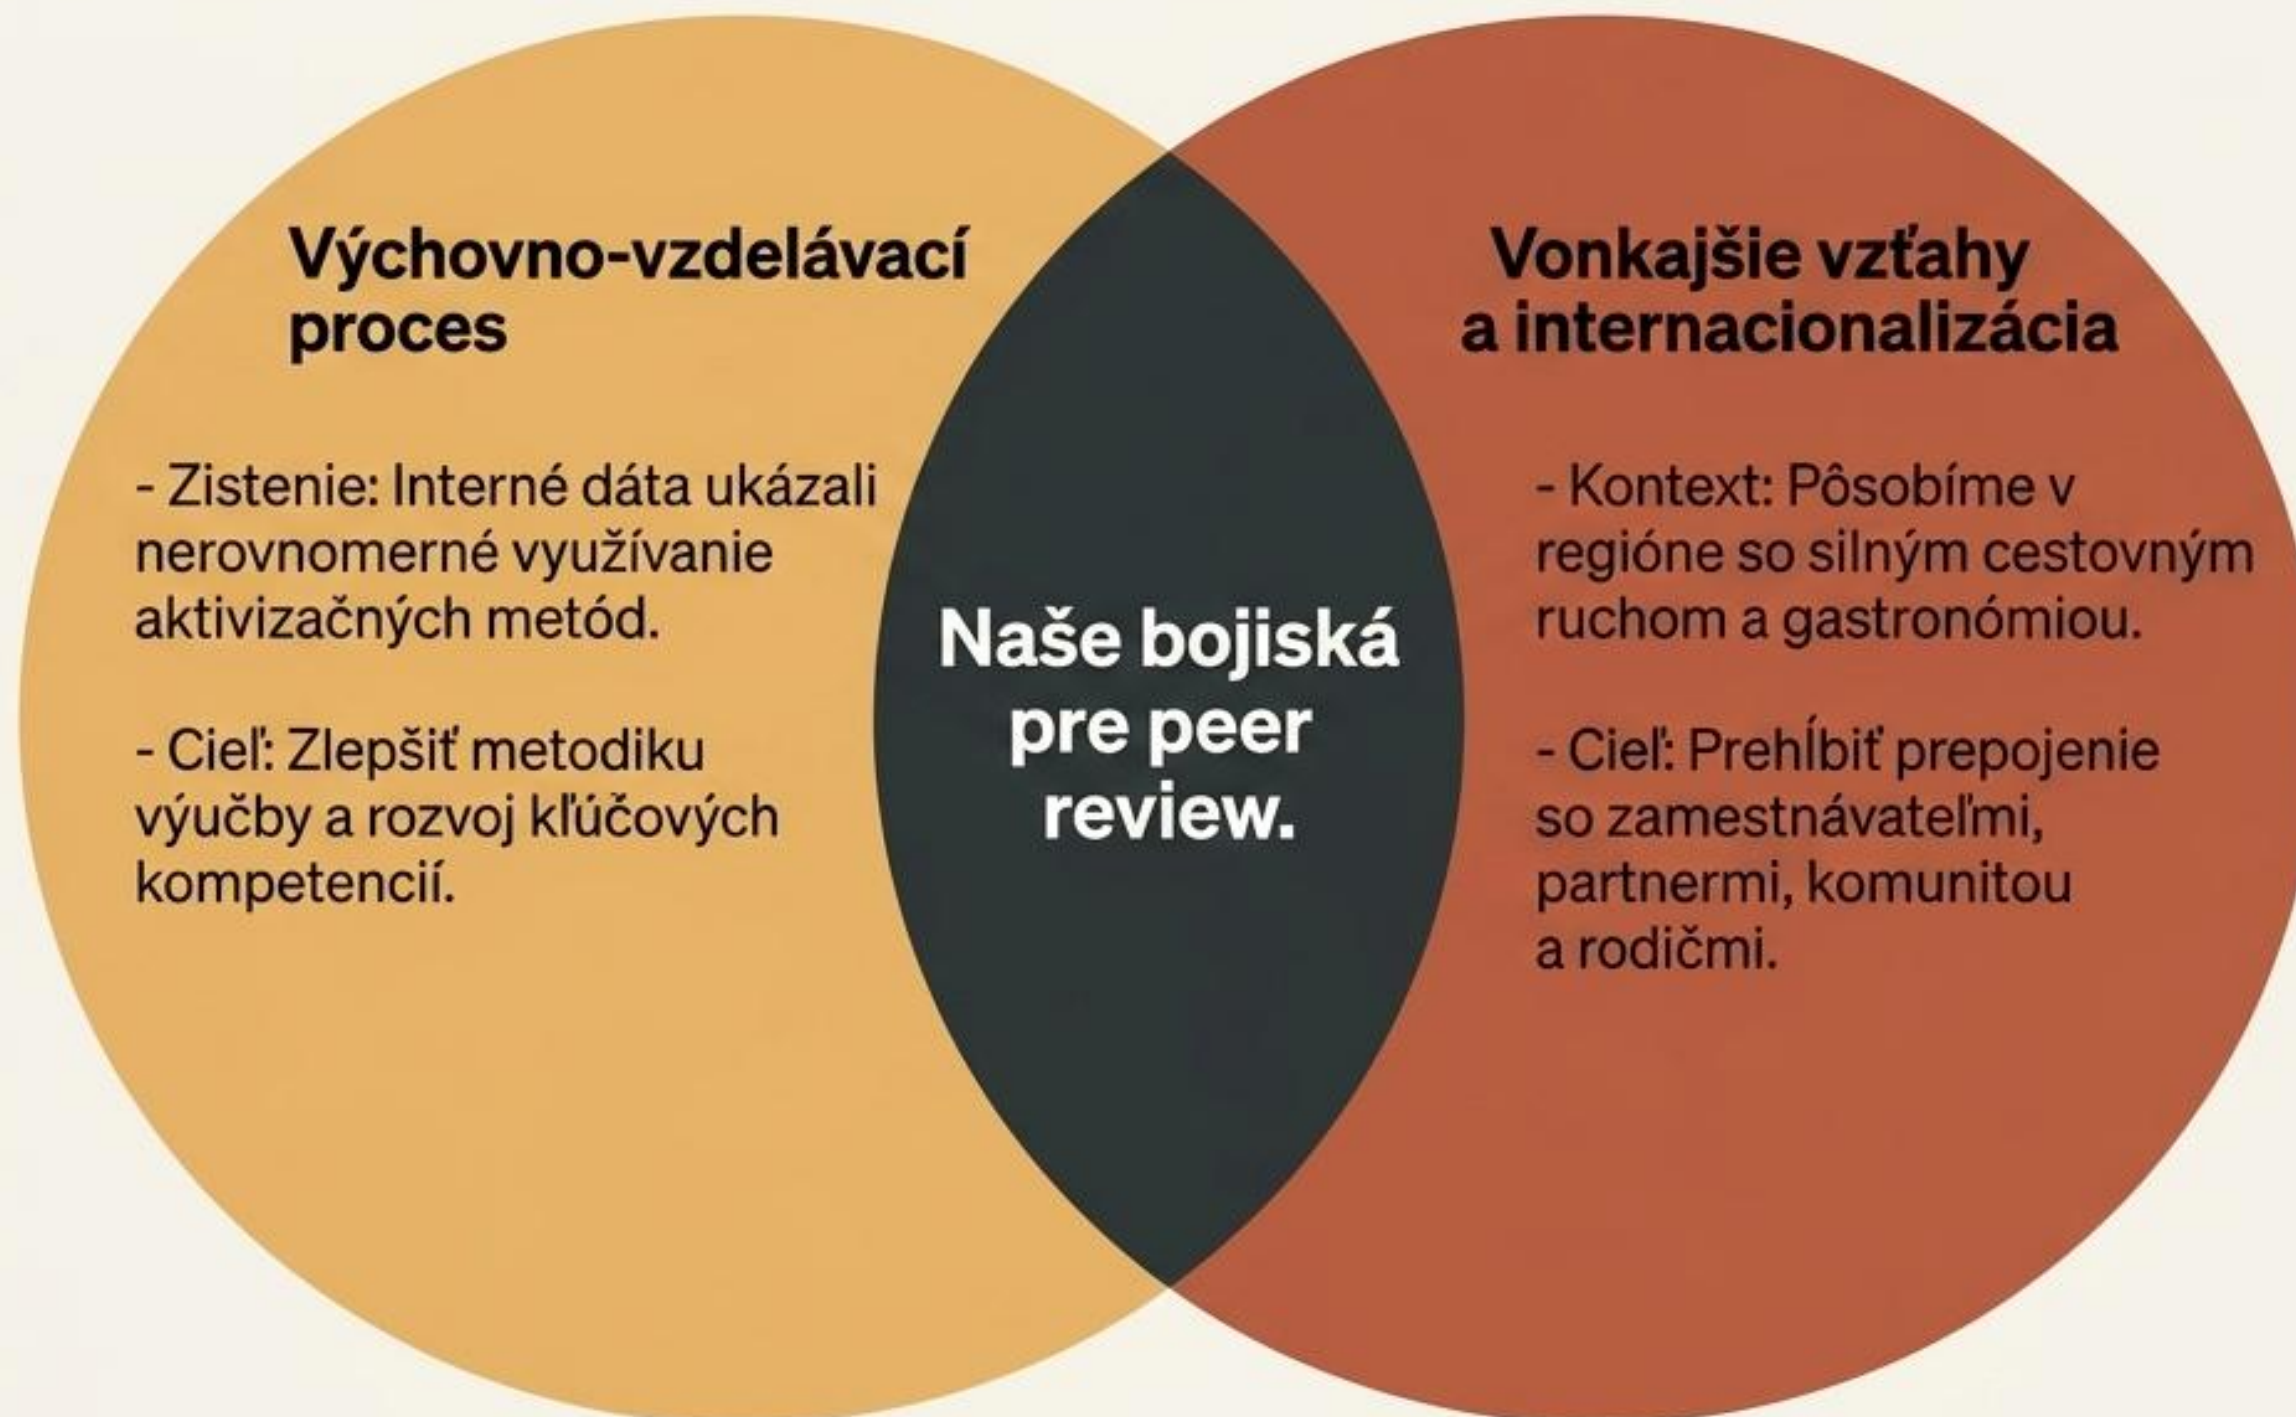 Výchovno-vzdelávací
proces
- Zistenie: Interné dáta ukázali
nerovnomerné využívanie
aktivizačných metód.
- Cieľ: Zlepšiť metodiku
výučby a rozvoj kľúčových
kompetencií.
Naše bojiská
pre peer
review.
Vonkajšie vzťahy
a internacionalizácia
- Kontext: Pôsobíme v
regióne so silným cestovným
ruchom a gastronómiou.
- Cieľ: Prehĺbiť prepojenie
so zamestnávateľmi,
partnermi, komunitou
a rodičmi.